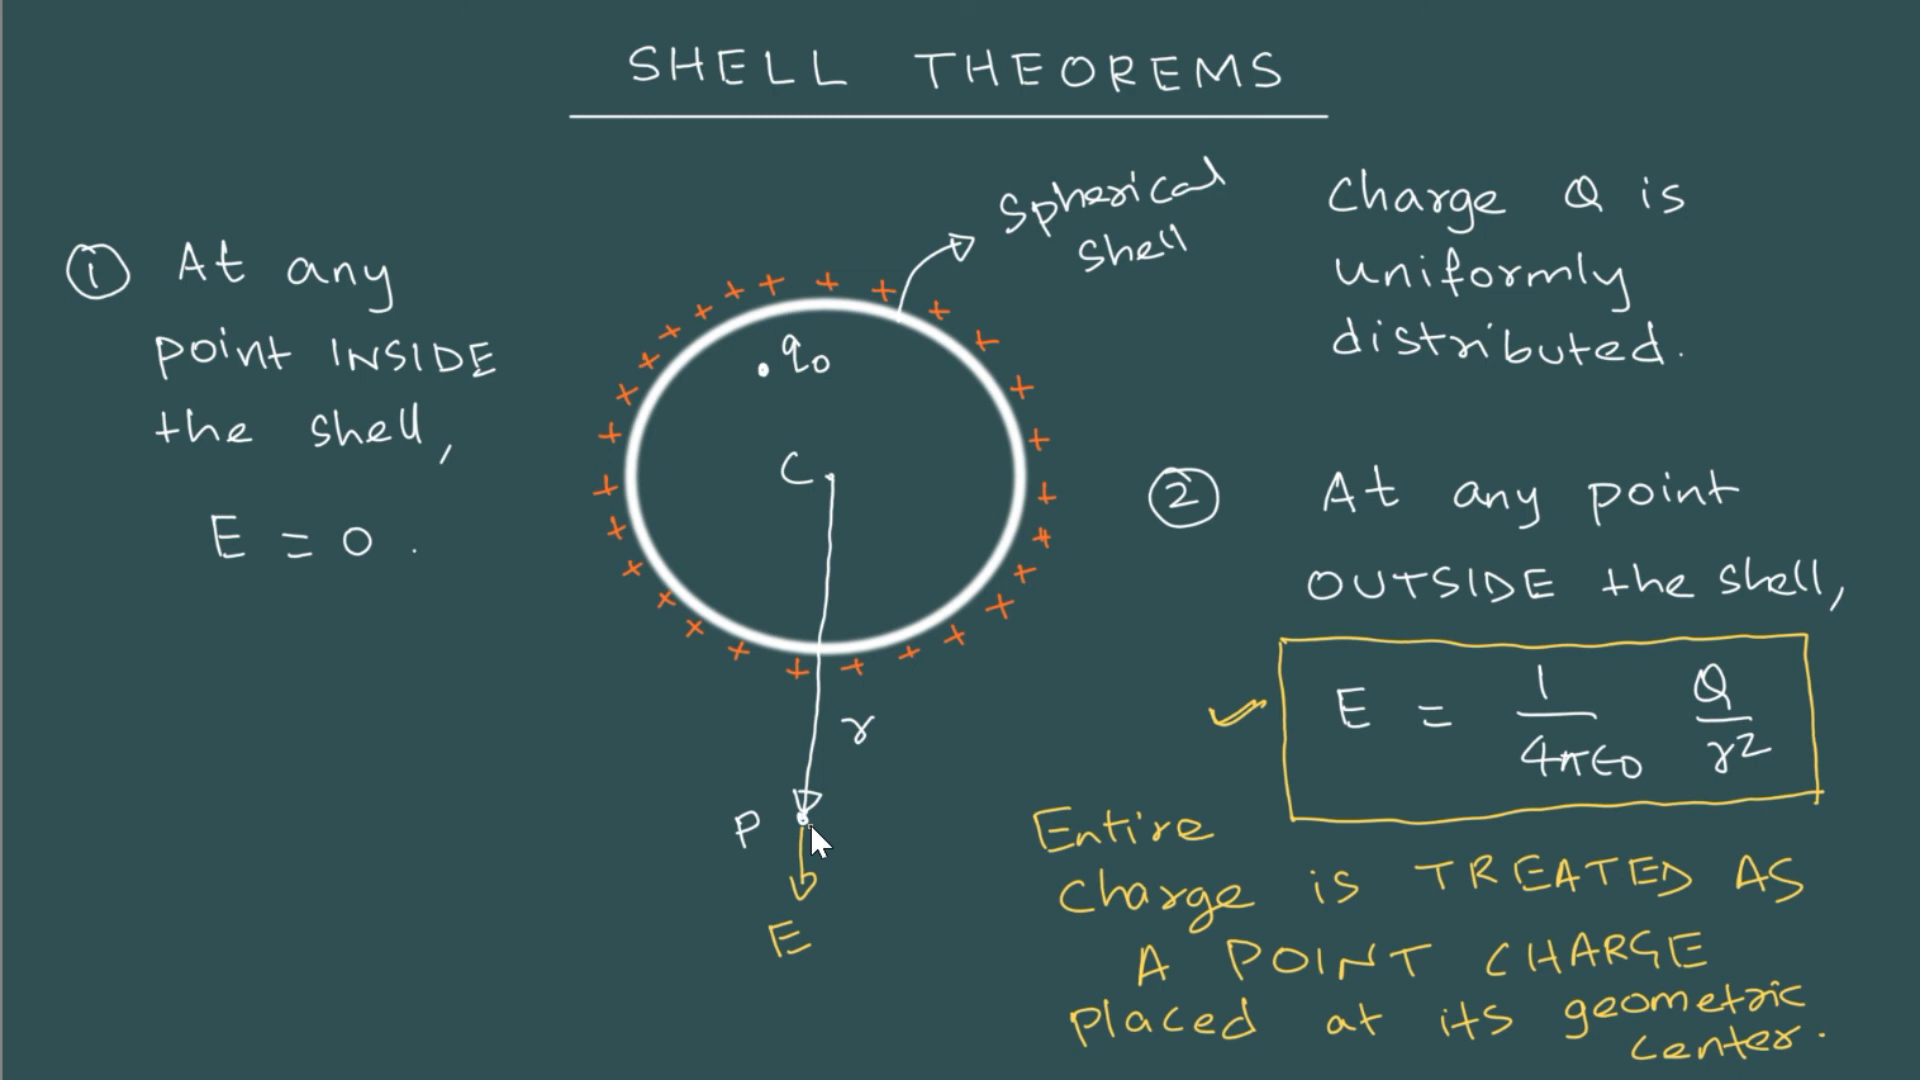 SHELL THEOREMS
① At any
point INSIDE
the shell,
E = 0.
Spherical
shell
Charge Q is
uniformly
distributed.
q₀
C
r
P
E
② At any point
OUTSIDE the shell,
E = 1/4πϵ₀ Q/r²
Entire
charge is TREATED AS
A POINT CHARGE
placed at its geometric
center.